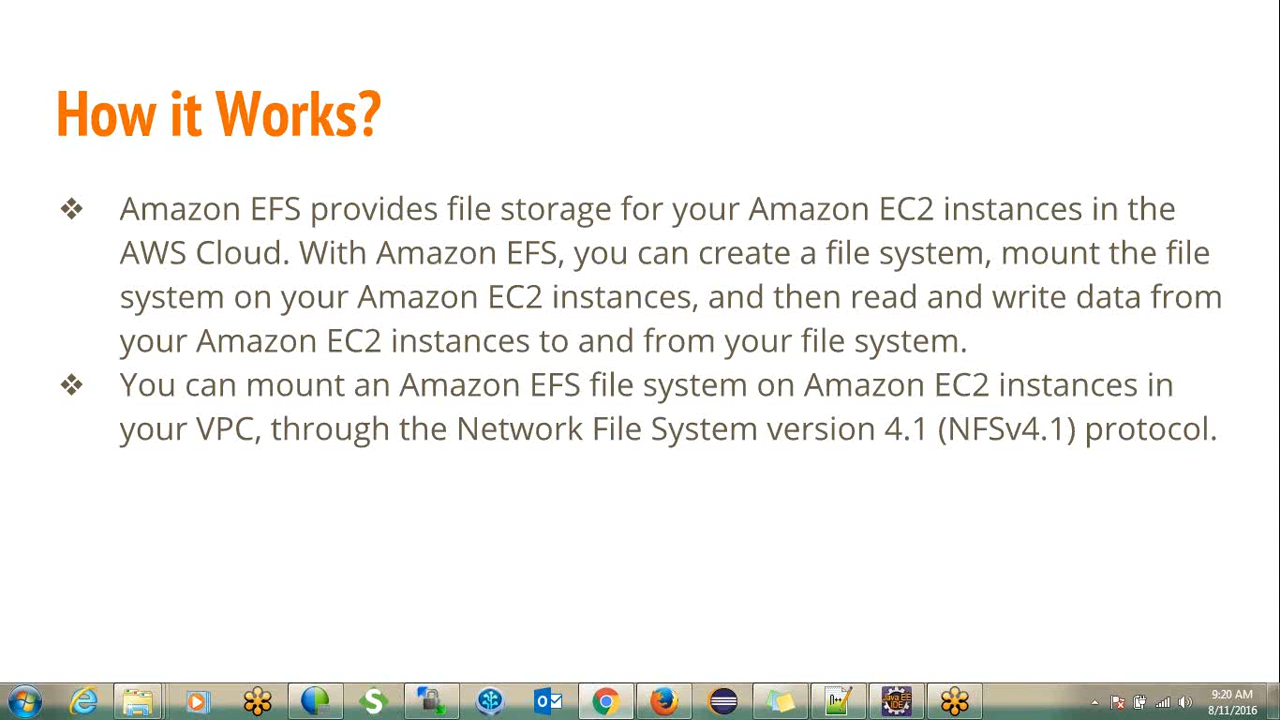 How it Works?
❖ Amazon EFS provides file storage for your Amazon EC2 instances in the
AWS Cloud. With Amazon EFS, you can create a file system, mount the file
system on your Amazon EC2 instances, and then read and write data from
your Amazon EC2 instances to and from your file system.
❖ You can mount an Amazon EFS file system on Amazon EC2 instances in
your VPC, through the Network File System version 4.1 (NFSv4.1) protocol.
9:20 AM
8/11/2016
Java EE
IDE